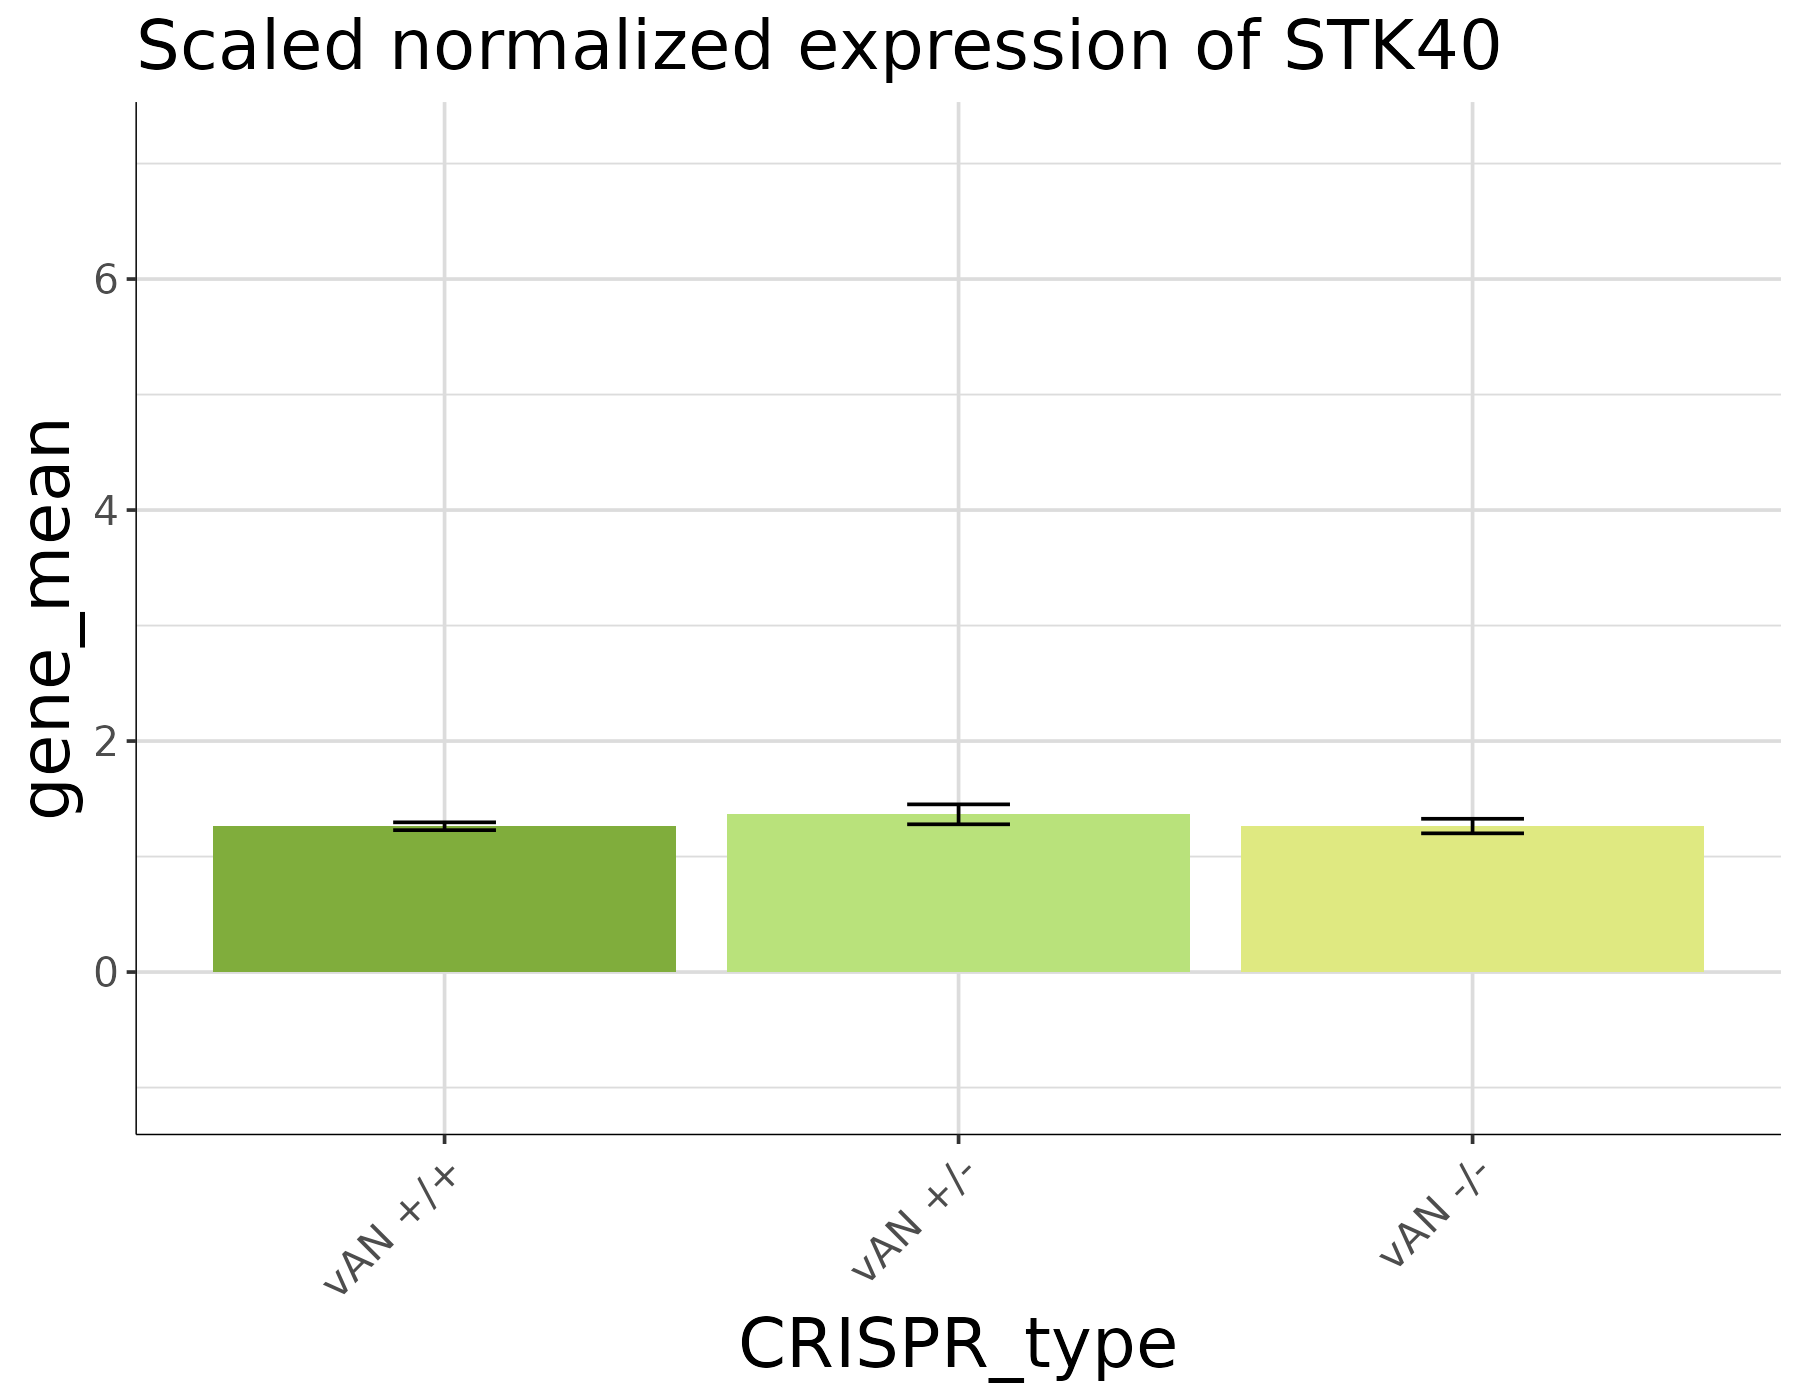 Scaled normalized expression of STK40
gene_mean
6
4
2
0
vAN +/+
vAN +/-
vAN -/-
CRISPR_type